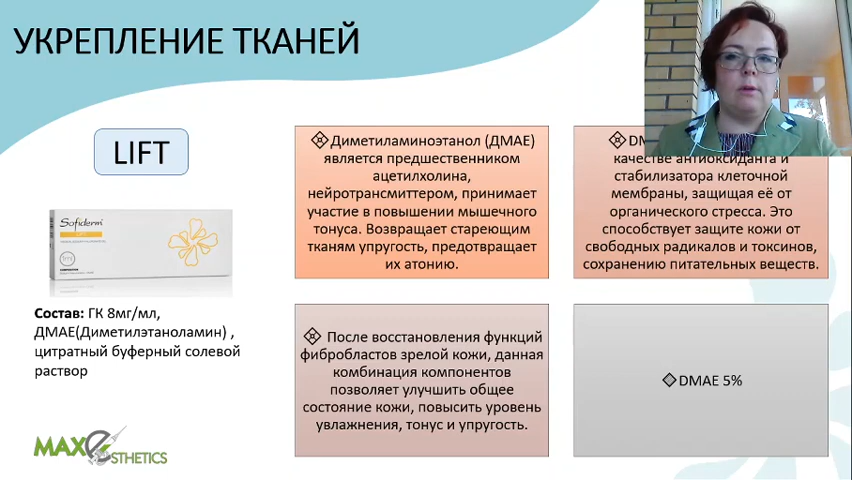 УКРЕПЛЕНИЕ ТКАНЕЙ
LIFT
Sofiderm
LIFT
1ml
Состав: ГК 8мг/мл,
ДМАЕ(Диметилэтаноламин) ,
цитратный буферный солевой
раствор
MAX ESTHETICS
Диметиламиноэтанол (ДМАЕ)
является предшественником
ацетилхолина,
нейротрансмиттером, принимает
участие в повышении мышечного
тонуса. Возвращает стареющим
тканям упругость, предотвращает
их атонию.
качестве антиоксиданта и
стабилизатора клеточной
мембраны, защищая её от
органического стресса. Это
способствует защите кожи от
свободных радикалов и токсинов,
сохранению питательных веществ.
После восстановления функций
фибробластов зрелой кожи, данная
комбинация компонентов
позволяет улучшить общее
состояние кожи, повысить уровень
увлажнения, тонус и упругость.
DMAE 5%